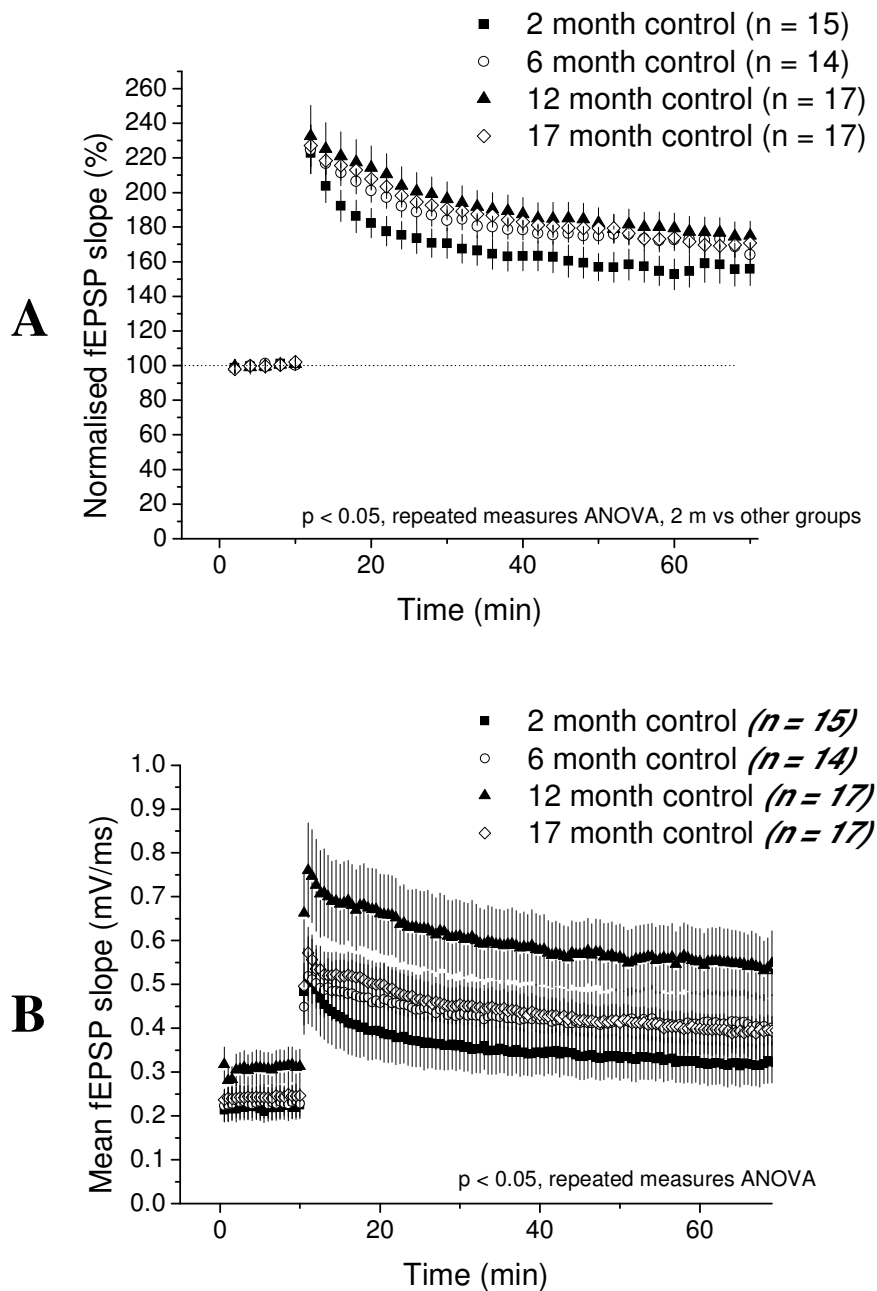 2 month control (n = 15)
6 month control (n = 14)
12 month control (n = 17)
17 month control (n = 17)
A
Normalised fEPSP slope (%)
260
240
220
200
180
160
140
120
100
80
60
40
20
0
p < 0.05, repeated measures ANOVA, 2 m vs other groups
0 20 40 60
Time (min)
2 month control (n = 15)
6 month control (n = 14)
12 month control (n = 17)
17 month control (n = 17)
B
Mean fEPSP slope (mV/ms)
1.0
0.9
0.8
0.7
0.6
0.5
0.4
0.3
0.2
0.1
0.0
p < 0.05, repeated measures ANOVA
0 20 40 60
Time (min)